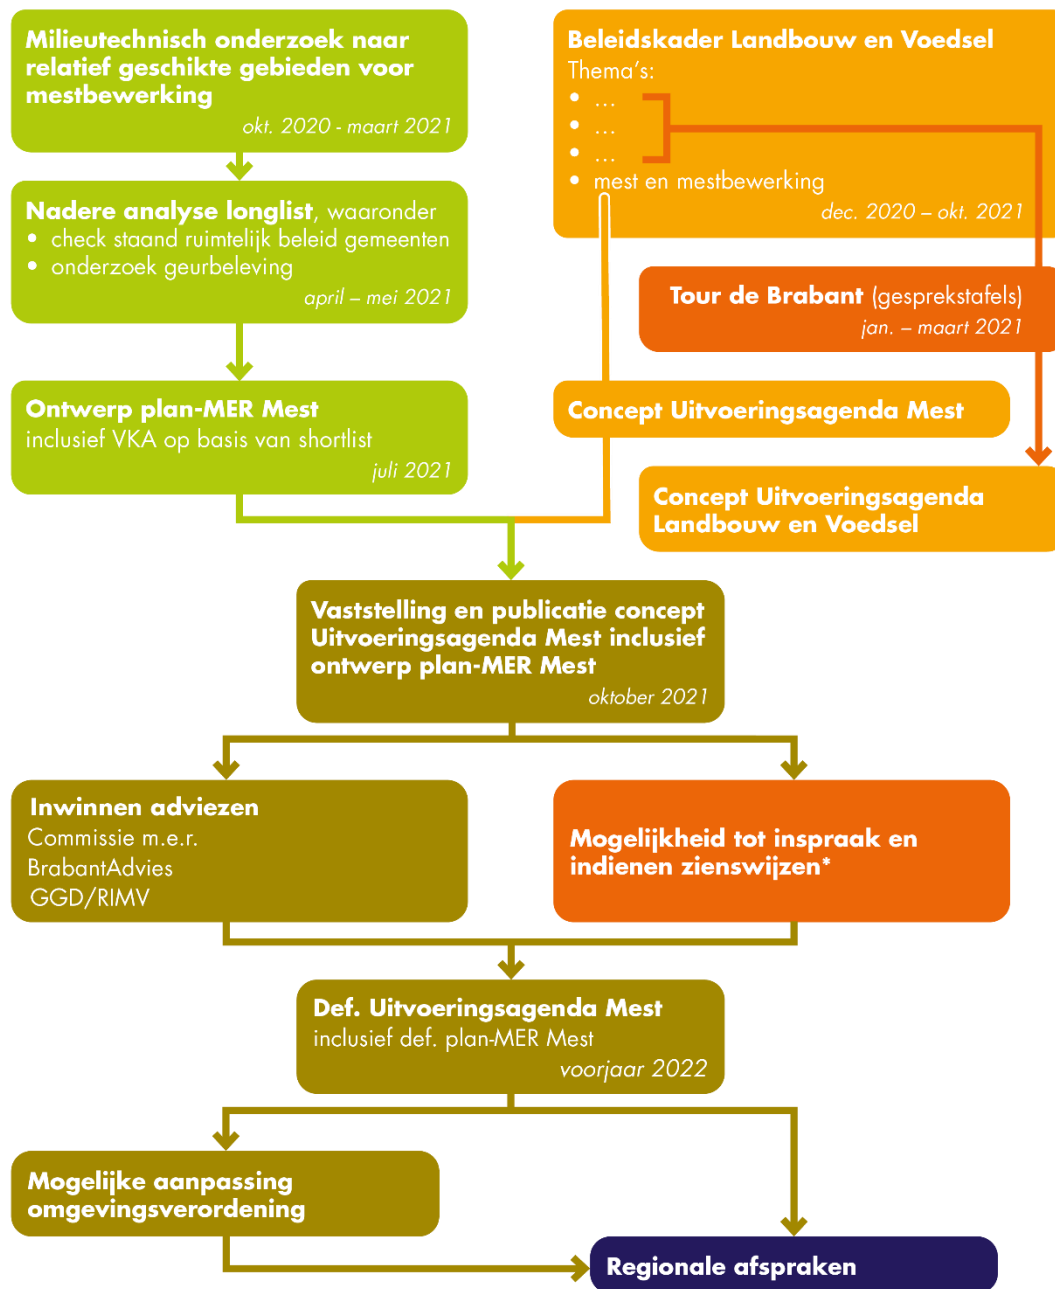 Milieutechnisch onderzoek naar
relatief geschikte gebieden voor
mestbewerking
okt. 2020 - maart 2021
Nadere analyse longlist, waaronder
• check staand ruimtelijk beleid gemeenten
• onderzoek geurbeleving
april – mei 2021
Ontwerp plan-MER Mest
inclusief VKA op basis van shortlist
juli 2021
Beleidskader Landbouw en Voedsel
Thema's:
• ...
• ...
• ...
• mest en mestbewerking
dec. 2020 – okt. 2021
Tour de Brabant (gesprekstafels)
jan. – maart 2021
Concept Uitvoeringsagenda Mest
Concept Uitvoeringsagenda
Landbouw en Voedsel
Vaststelling en publicatie concept
Uitvoeringsagenda Mest inclusief
ontwerp plan-MER Mest
oktober 2021
Inwinnen adviezen
Commissie m.e.r.
BrabantAdvies
GGD/RIMV
Mogelijkheid tot inspraak en
indienen zienswijzen*
Def. Uitvoeringsagenda Mest
inclusief def. plan-MER Mest
voorjaar 2022
Mogelijke aanpassing
omgevingsverordening
Regionale afspraken